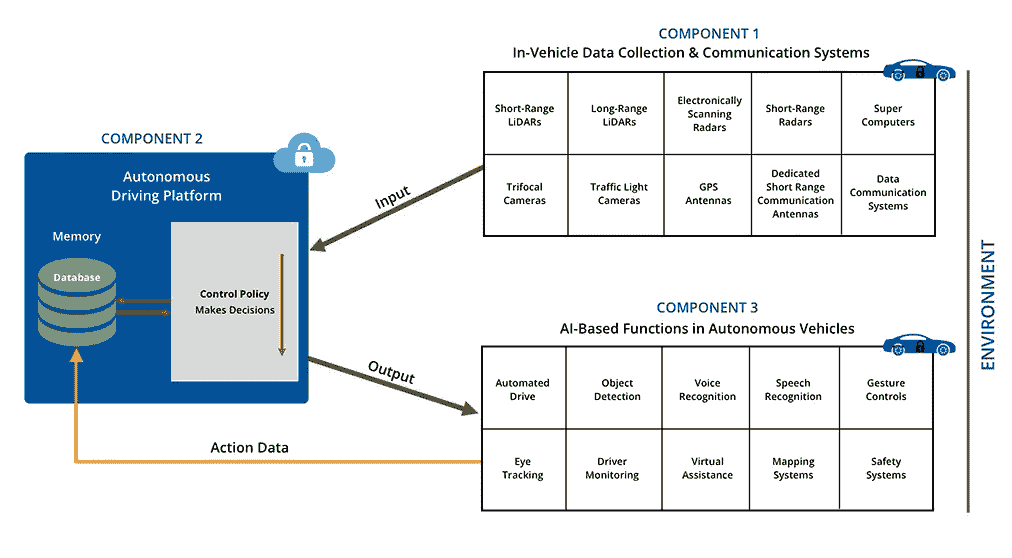 COMPONENT 1
In-Vehicle Data Collection & Communication Systems
Short-Range
LiDARs
Long-Range
LiDARs
Electronically
Scanning
Radars
Short-Range
Radars
Super
Computers
Trifocal
Cameras
Traffic Light
Cameras
GPS
Antennas
Dedicated
Short Range
Communication
Antennas
Data
Communication
Systems
COMPONENT 2
Autonomous
Driving Platform
Memory
Database
Control Policy
Makes Decisions
Input
Output
Action Data
COMPONENT 3
AI-Based Functions in Autonomous Vehicles
Automated
Drive
Object
Detection
Voice
Recognition
Speech
Recognition
Gesture
Controls
Eye
Tracking
Driver
Monitoring
Virtual
Assistance
Mapping
Systems
Safety
Systems
ENVIRONMENT